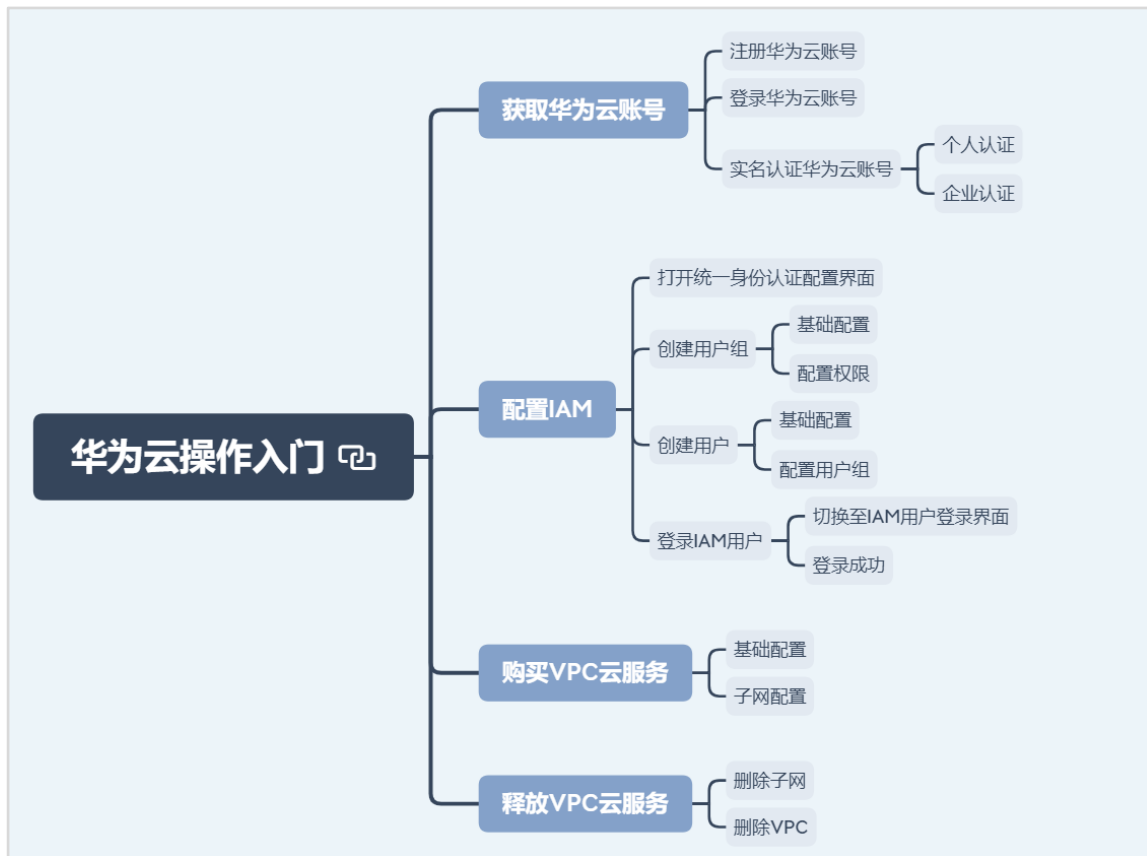 华为云操作入门
获取华为云账号
注册华为云账号
登录华为云账号
实名认证华为云账号
个人认证
企业认证
配置IAM
打开统一身份认证配置界面
创建用户组
基础配置
配置权限
创建用户
基础配置
配置用户组
登录IAM用户
切换至IAM用户登录界面
登录成功
购买VPC云服务
基础配置
子网配置
释放VPC云服务
删除子网
删除VPC